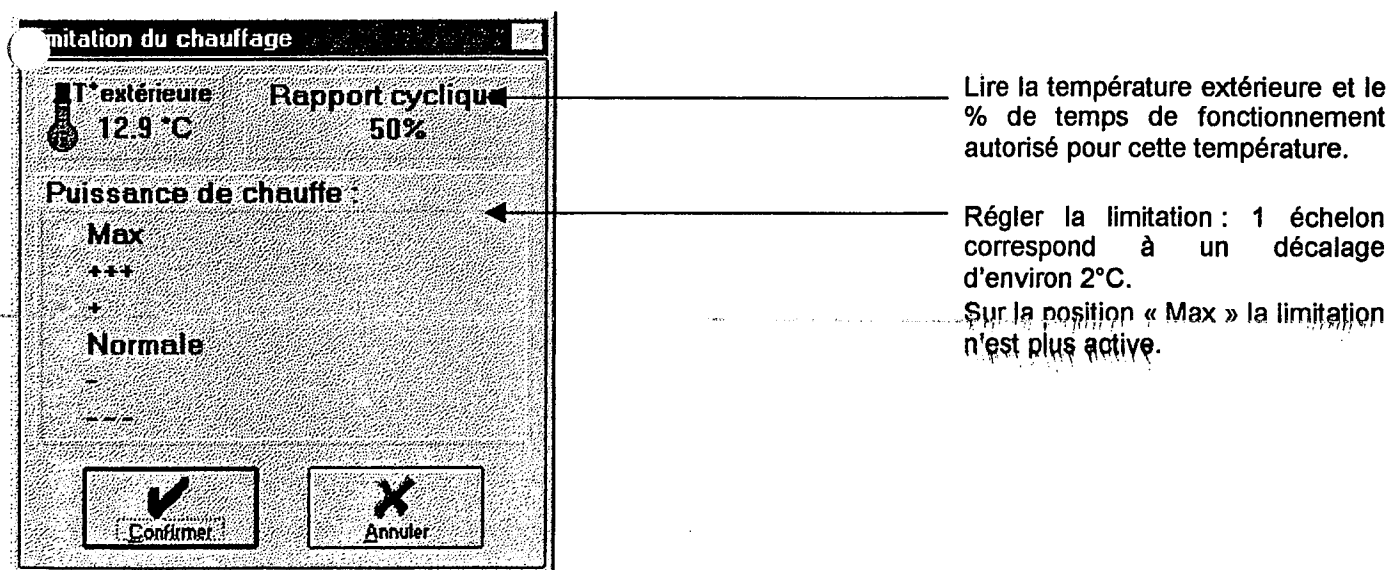 mitation du chauffage
T°extérieure
12.9 °C
Rapport cyclique
50%
Puissance de chauffe :
Max
+++
+
Normale
-
---
Confirmer
Annuler
Lire la température extérieure et le
% de temps de fonctionnement
autorisé pour cette température.
Régler la limitation : 1 échelon
correspond à un décalage
d'environ 2°C.
Sur la position « Max » la limitation
n'est plus active.